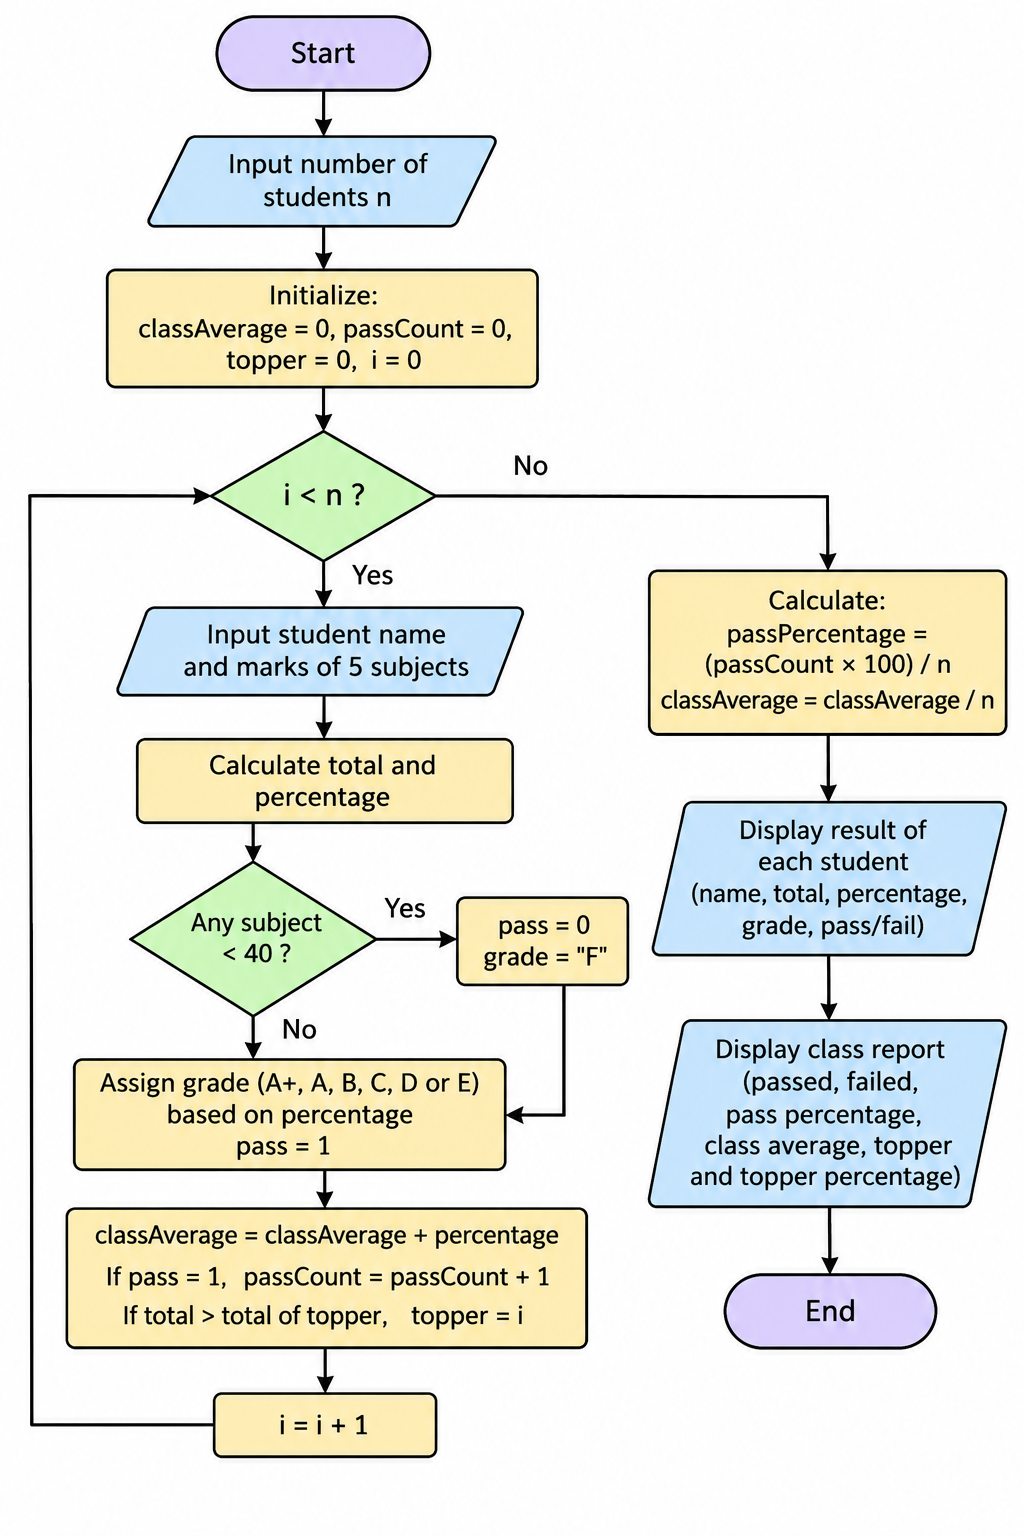 Start
Input number of
students n
Initialize:
classAverage = 0, passCount = 0,
topper = 0, i = 0
i < n ?
No
Yes
Input student name
and marks of 5 subjects
Calculate total and
percentage
Any subject
< 40 ?
Yes
pass = 0
grade = "F"
No
Assign grade (A+, A, B, C, D or E)
based on percentage
pass = 1
classAverage = classAverage + percentage
If pass = 1, passCount = passCount + 1
If total > total of topper, topper = i
i = i + 1
Calculate:
passPercentage =
(passCount × 100) / n
classAverage = classAverage / n
Display result of
each student
(name, total, percentage,
grade, pass/fail)
Display class report
(passed, failed,
pass percentage,
class average, topper
and topper percentage)
End